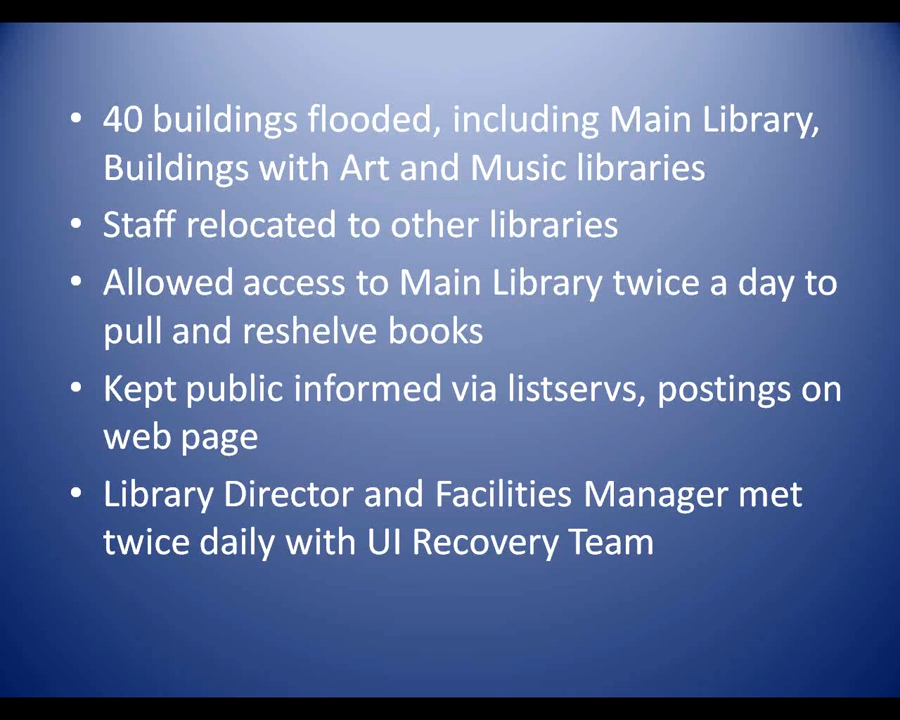 • 40 buildings flooded, including Main Library,
Buildings with Art and Music libraries
• Staff relocated to other libraries
• Allowed access to Main Library twice a day to
pull and reshelve books
• Kept public informed via listservs, postings on
web page
• Library Director and Facilities Manager met
twice daily with UI Recovery Team